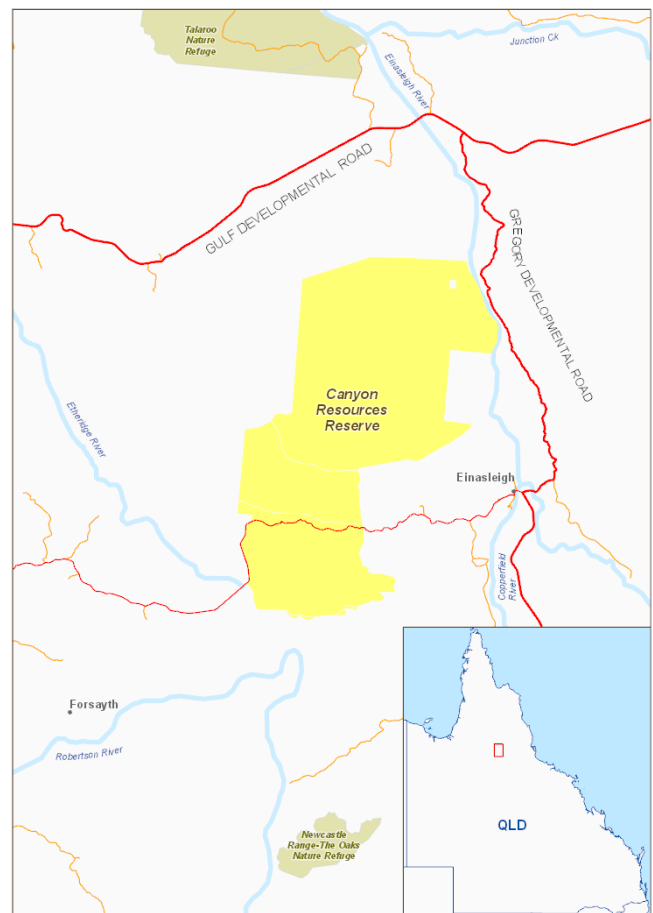 Talaroo
Nature
Refuge
Junction Ck
Einasleigh River
GULF DEVELOPMENTAL ROAD
GREGORY DEVELOPMENTAL ROAD
Canyon
Resources
Reserve
Etheridge River
Einasleigh
Copperfield
River
Forsayth
Robertson River
QLD
Newcastle
Range-The Oaks
Nature Refuge